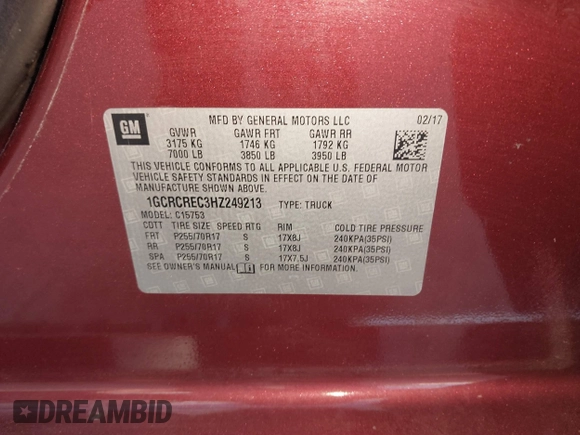 GM
MFD BY GENERAL MOTORS LLC 02/17
GVWR GAWR FRT GAWR RR
3175 KG 1746 KG 1792 KG
7000 LB 3850 LB 3950 LB
THIS VEHICLE CONFORMS TO ALL APPLICABLE U.S. FEDERAL MOTOR
VEHICLE SAFETY STANDARDS IN EFFECT ON THE DATE OF
MANUFACTURE SHOWN ABOVE.
1GCRCREC3HZ249213 TYPE: TRUCK
MODEL: C15753
COTT TIRE SIZE SPEED RTG RIM COLD TIRE PRESSURE
FRT P255/70R17 S 17X8J 240KPA(35PSI)
RR P255/70R17 S 17X8J 240KPA(35PSI)
SPA P255/70R17 S 17X7.5J 240KPA(35PSI)
SEE OWNER'S MANUAL FOR MORE INFORMATION.
DREAMBID